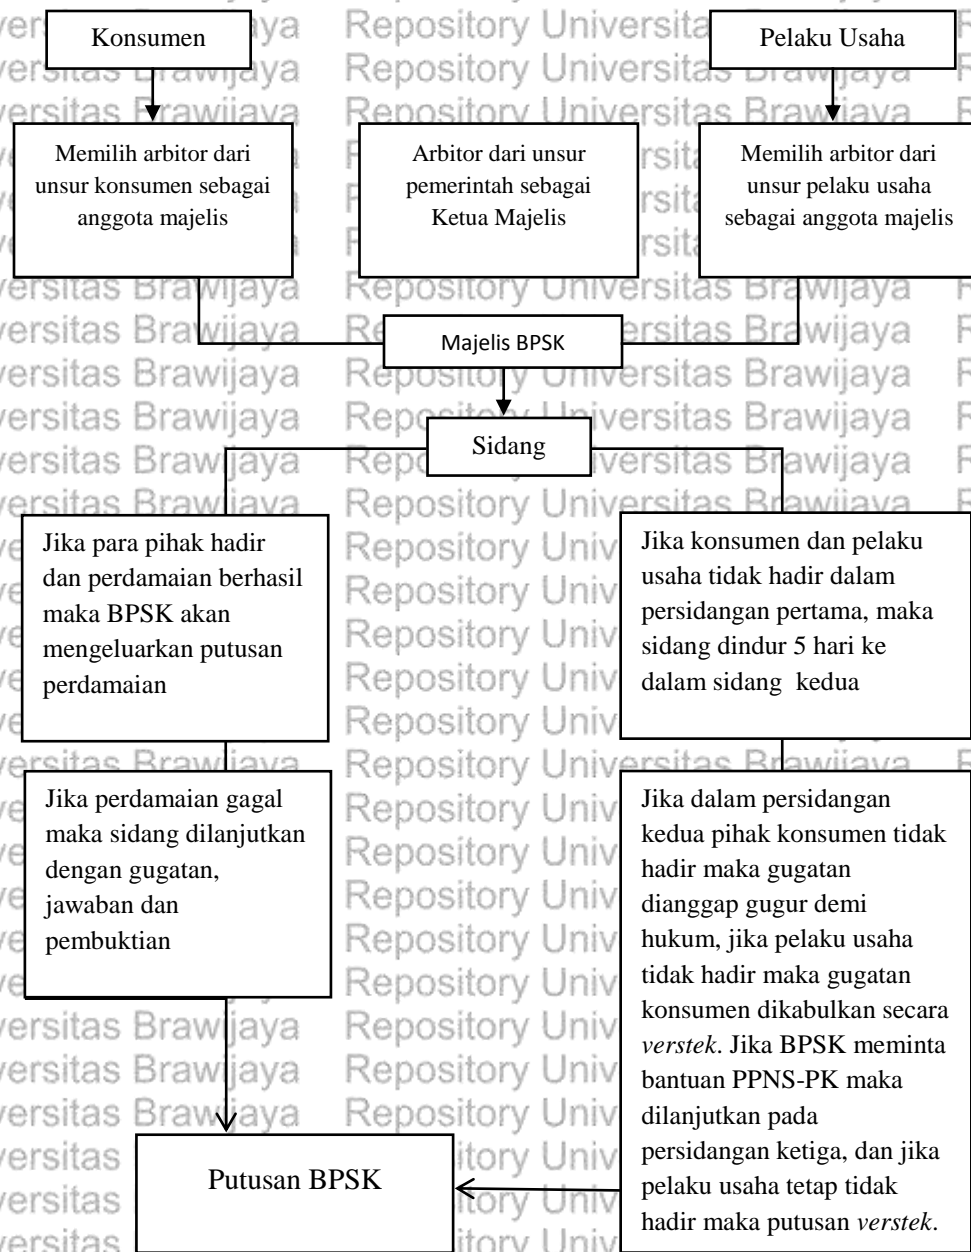 Konsumen
Pelaku Usaha
Memilih arbitor dari
unsur konsumen sebagai
anggota majelis
Arbitor dari unsur
pemerintah sebagai
Ketua Majelis
Memilih arbitor dari
unsur pelaku usaha
sebagai anggota majelis
Majelis BPSK
Sidang
Jika para pihak hadir
dan perdamaian berhasil
maka BPSK akan
mengeluarkan putusan
perdamaian
Jika konsumen dan pelaku
usaha tidak hadir dalam
persidangan pertama, maka
sidang dindur 5 hari ke
dalam sidang kedua
Jika perdamaian gagal
maka sidang dilanjutkan
dengan gugatan,
jawaban dan
pembuktian
Jika dalam persidangan
kedua pihak konsumen tidak
hadir maka gugatan
dianggap gugur demi
hukum, jika pelaku usaha
tidak hadir maka gugatan
konsumen dikabulkan secara
verstek. Jika BPSK meminta
bantuan PPNS-PK maka
dilanjutkan pada
persidangan ketiga, dan jika
pelaku usaha tetap tidak
hadir maka putusan verstek.
Putusan BPSK